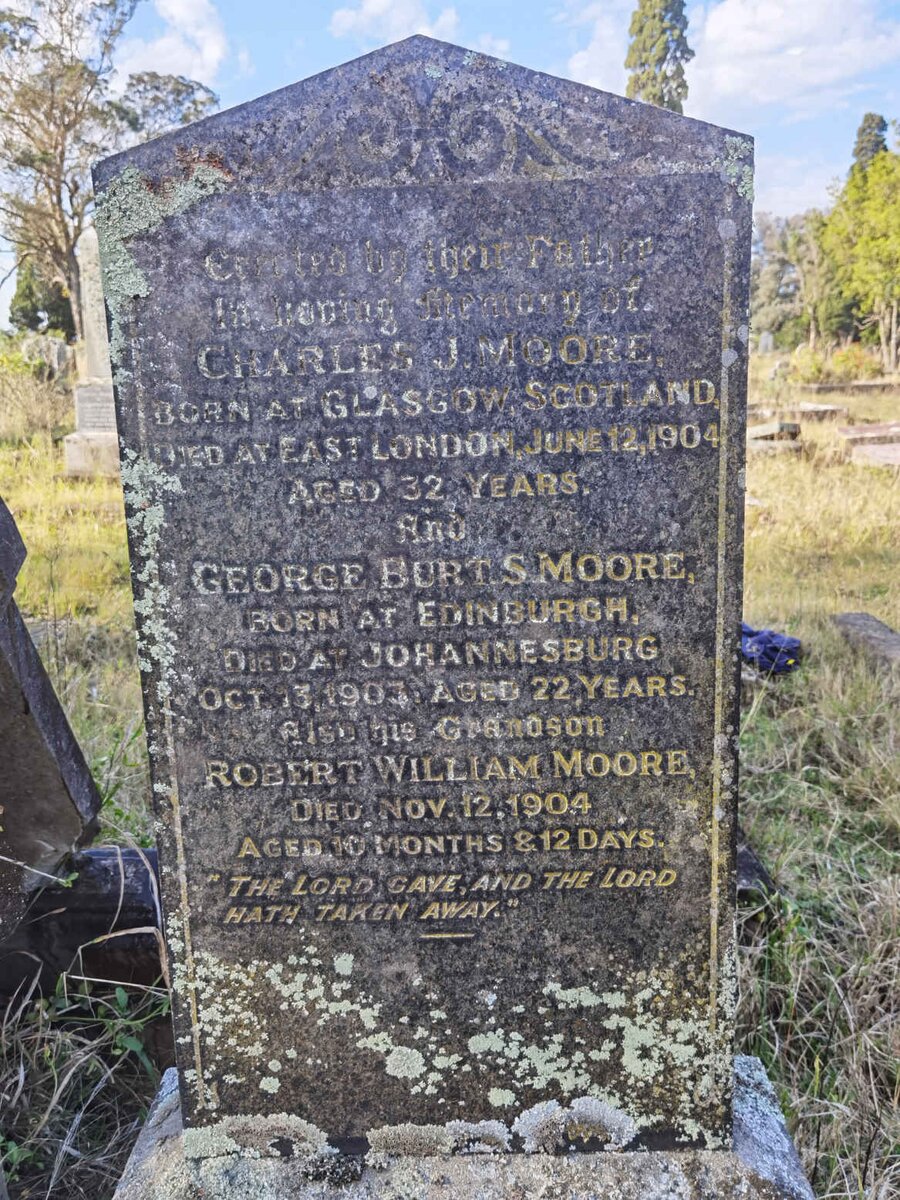 Erected by their Father
In Loving Memory of
CHARLES J. MOORE,
BORN AT GLASGOW, SCOTLAND,
DIED AT EAST LONDON, JUNE 12, 1904
AGED 32 YEARS.
And
GEORGE BURT S. MOORE,
BORN AT EDINBURGH,
DIED AT JOHANNESBURG
OCT. 13, 1903, AGED 22 YEARS.
Also his Grandson
ROBERT WILLIAM MOORE,
DIED NOV. 12, 1904
AGED 10 MONTHS & 12 DAYS.
"THE LORD GAVE, AND THE LORD
HATH TAKEN AWAY."